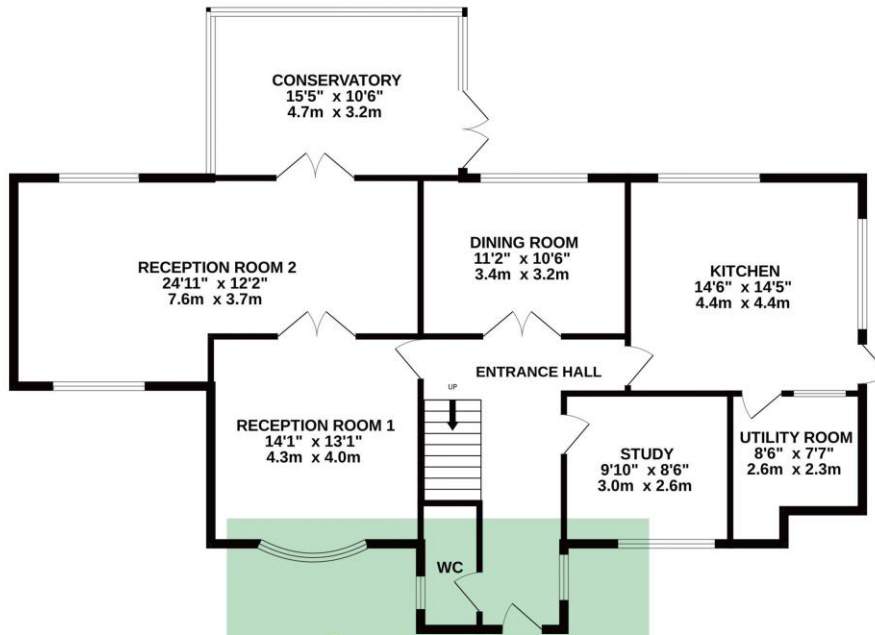 CONSERVATORY
15'5" x 10'6"
4.7m x 3.2m
RECEPTION ROOM 2
24'11" x 12'2"
7.6m x 3.7m
DINING ROOM
11'2" x 10'6"
3.4m x 3.2m
KITCHEN
14'6" x 14'5"
4.4m x 4.4m
ENTRANCE HALL
UP
RECEPTION ROOM 1
14'1" x 13'1"
4.3m x 4.0m
STUDY
9'10" x 8'6"
3.0m x 2.6m
UTILITY ROOM
8'6" x 7'7"
2.6m x 2.3m
WC